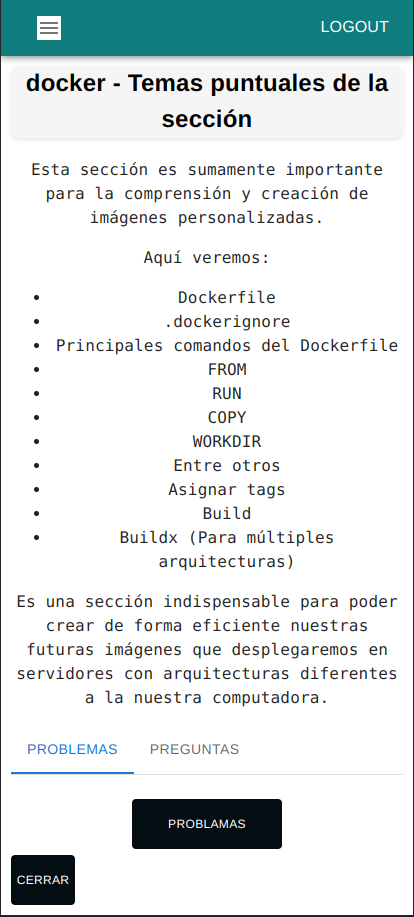 LOGOUT
docker - Temas puntuales de la
sección
Esta sección es sumamente importante
para la comprensión y creación de
imágenes personalizadas.
Aquí veremos:
Dockerfile
.dockerignore
Principales comandos del Dockerfile
FROM
RUN
COPY
WORKDIR
Entre otros
Asignar tags
Build
Buildx (Para múltiples
arquitecturas)
Es una sección indispensable para poder
crear de forma eficiente nuestras
futuras imágenes que desplegaremos en
servidores con arquitecturas diferentes
a la nuestra computadora.
PROBLEMAS PREGUNTAS
PROBLAMAS
CERRAR